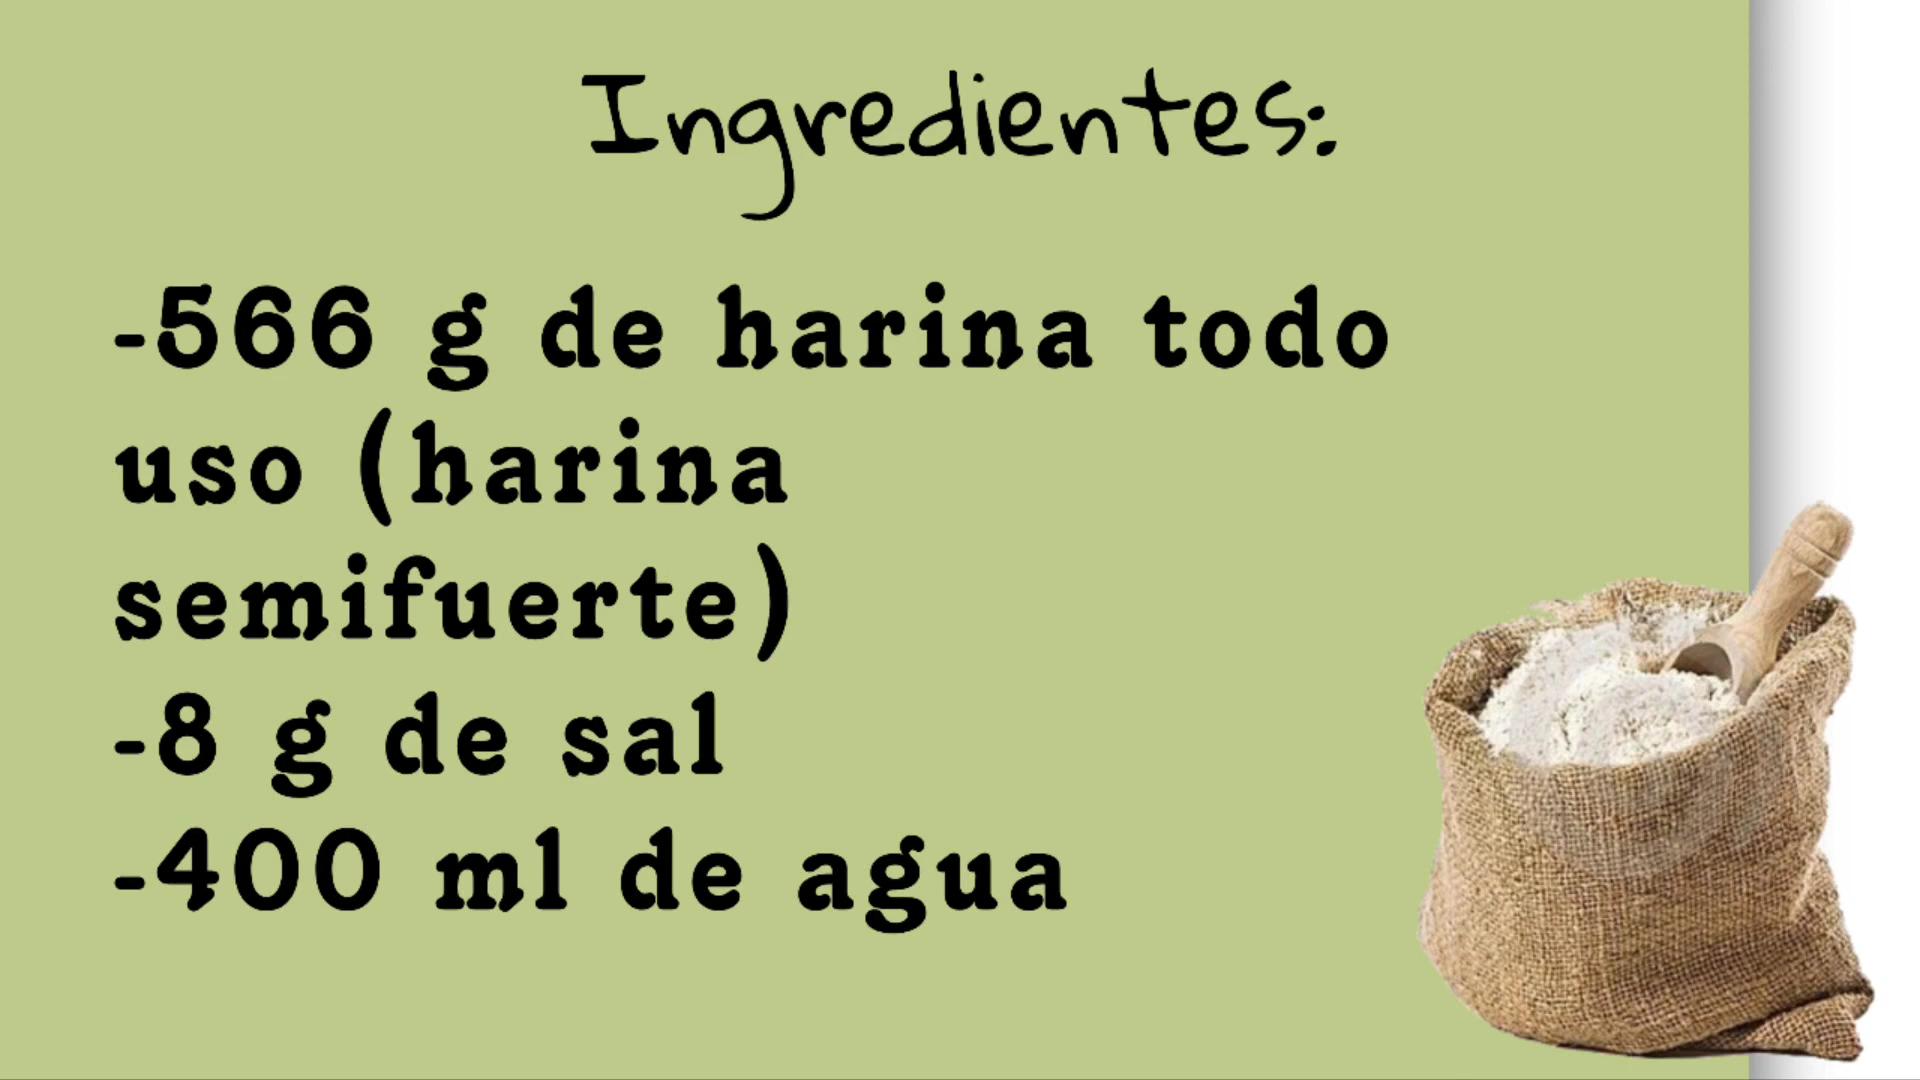 Ingredientes:
-566 g de harina todo
uso (harina
semifuerte)
-8 g de sal
-400 ml de agua